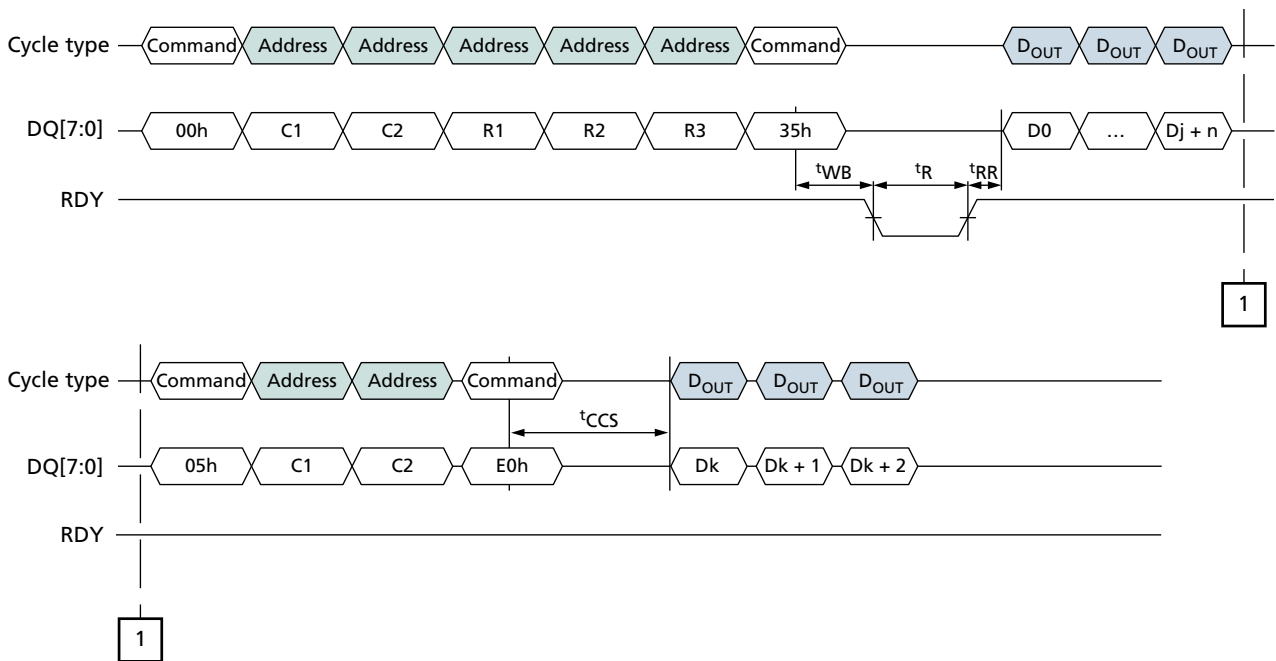 Cycle type Command Address Address Address Address Address Command DOUT DOUT DOUT
DQ[7:0] 00h C1 C2 R1 R2 R3 35h D0 … Dj + n
tWB tR tRR
RDY
1
Cycle type Command Address Address Command DOUT DOUT DOUT
tCCS
DQ[7:0] 05h C1 C2 E0h Dk Dk + 1 Dk + 2
RDY
1